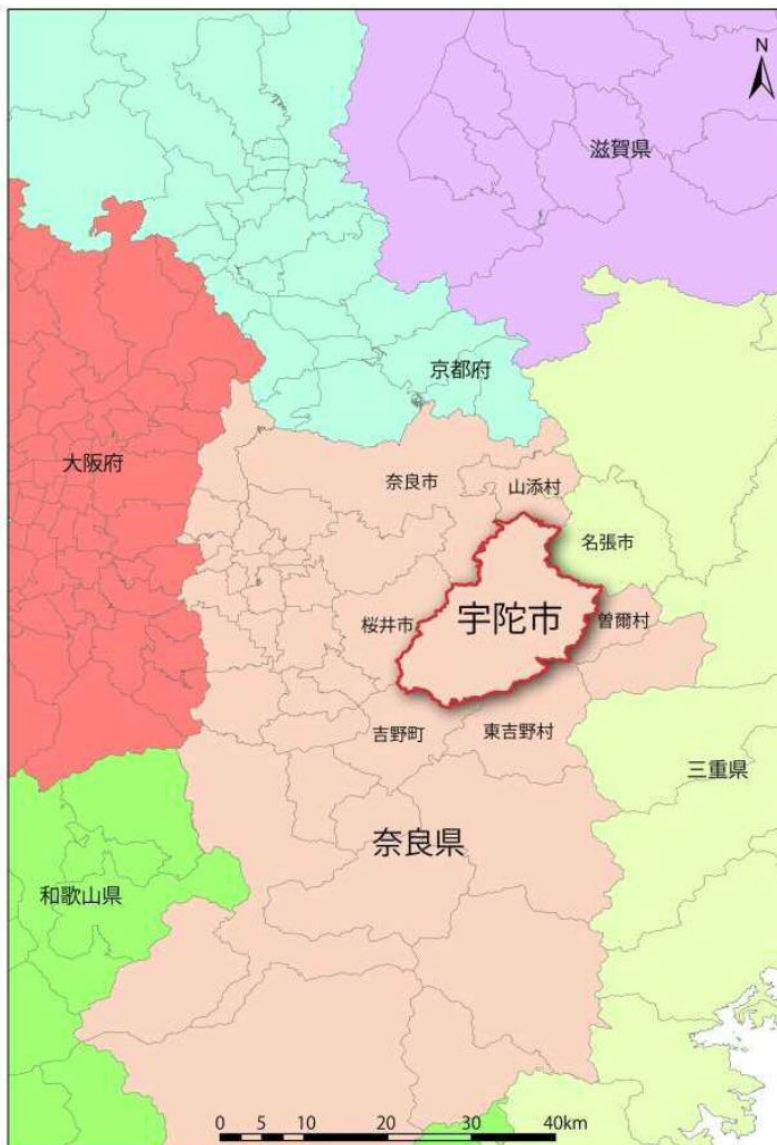 N
滋賀県
京都府
大阪府
奈良市
山添村
名張市
桜井市
宇陀市
曽爾村
吉野町
東吉野村
三重県
奈良県
和歌山県
0 5 10 20 30 40km